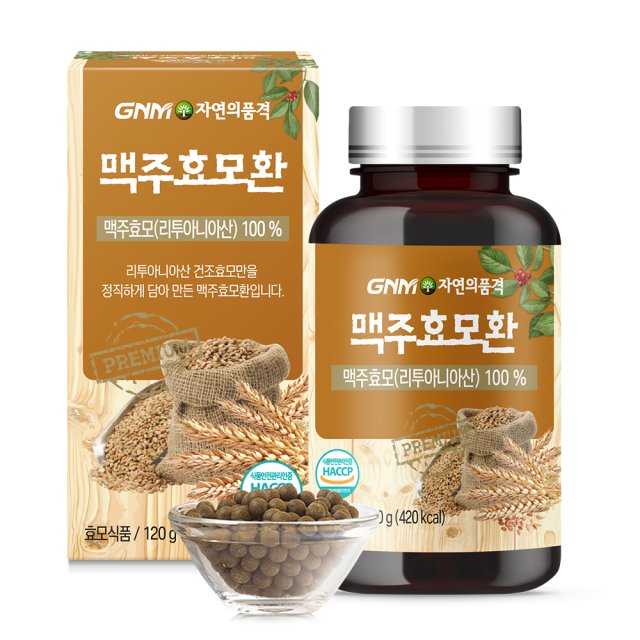 GNM 자연의품격
맥주효모환
맥주효모(리투아니아산) 100 %
리투아니아산 건조효모만을
정직하게 담아 만든 맥주효모환입니다.
PREMIUM
식품안전관리인증
HACCP
효모식품 / 120 g
GNM 자연의품격
맥주효모환
맥주효모(리투아니아산) 100 %
PREMIUM
식품안전관리인증
HACCP
0 g (420 kcal)